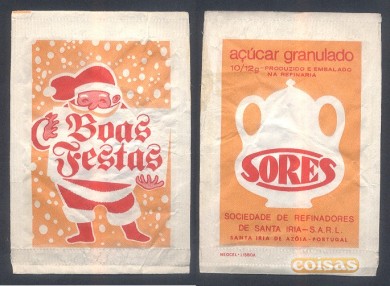 Boas
Festas
açúcar granulado
10/12g - PRODUZIDO E EMBALADO
NA REFINARIA
SORES
SOCIEDADE DE REFINADORES
DE SANTA IRIA - S.A.R.L.
SANTA IRIA DE AZÓIA - PORTUGAL
coisas